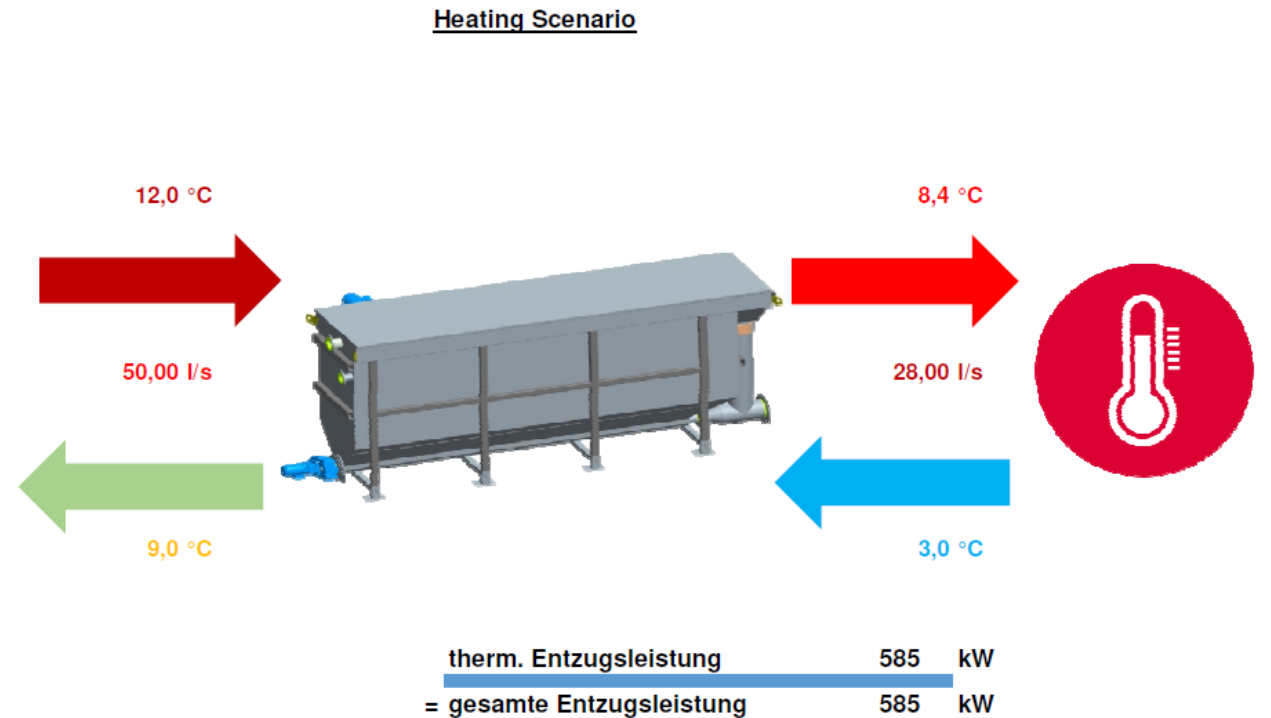 Heating Scenario
12,0 °C
8,4 °C
50,00 l/s
28,00 l/s
9,0 °C
3,0 °C
therm. Entzugsleistung 585 kW
= gesamte Entzugsleistung 585 kW